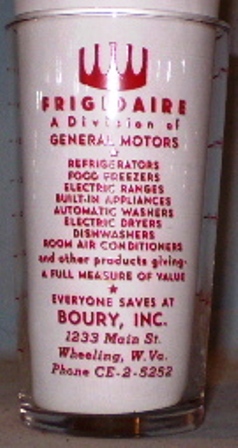 FRIGIDAIRE
A Division of
GENERAL MOTORS
REFRIGERATORS
FOOD FREEZERS
ELECTRIC RANGES
BUILT-IN APPLIANCES
AUTOMATIC WASHERS
ELECTRIC DRYERS
DISHWASHERS
ROOM AIR CONDITIONERS
and other products giving-
A FULL MEASURE OF VALUE
EVERYONE SAVES AT
BOURY, INC.
1233 Main St.
Wheeling, W.Va.
Phone CE-2-5252